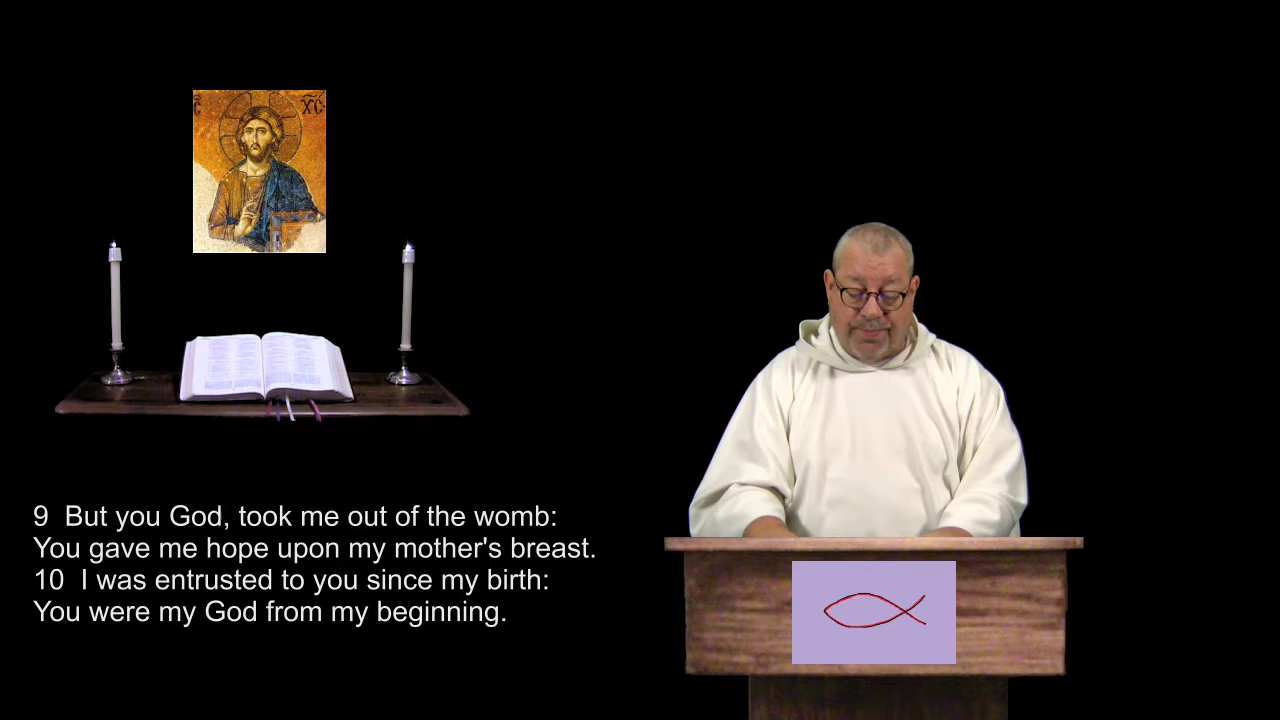 C XC
9 But you God, took me out of the womb:
You gave me hope upon my mother's breast.
10 I was entrusted to you since my birth:
You were my God from my beginning.